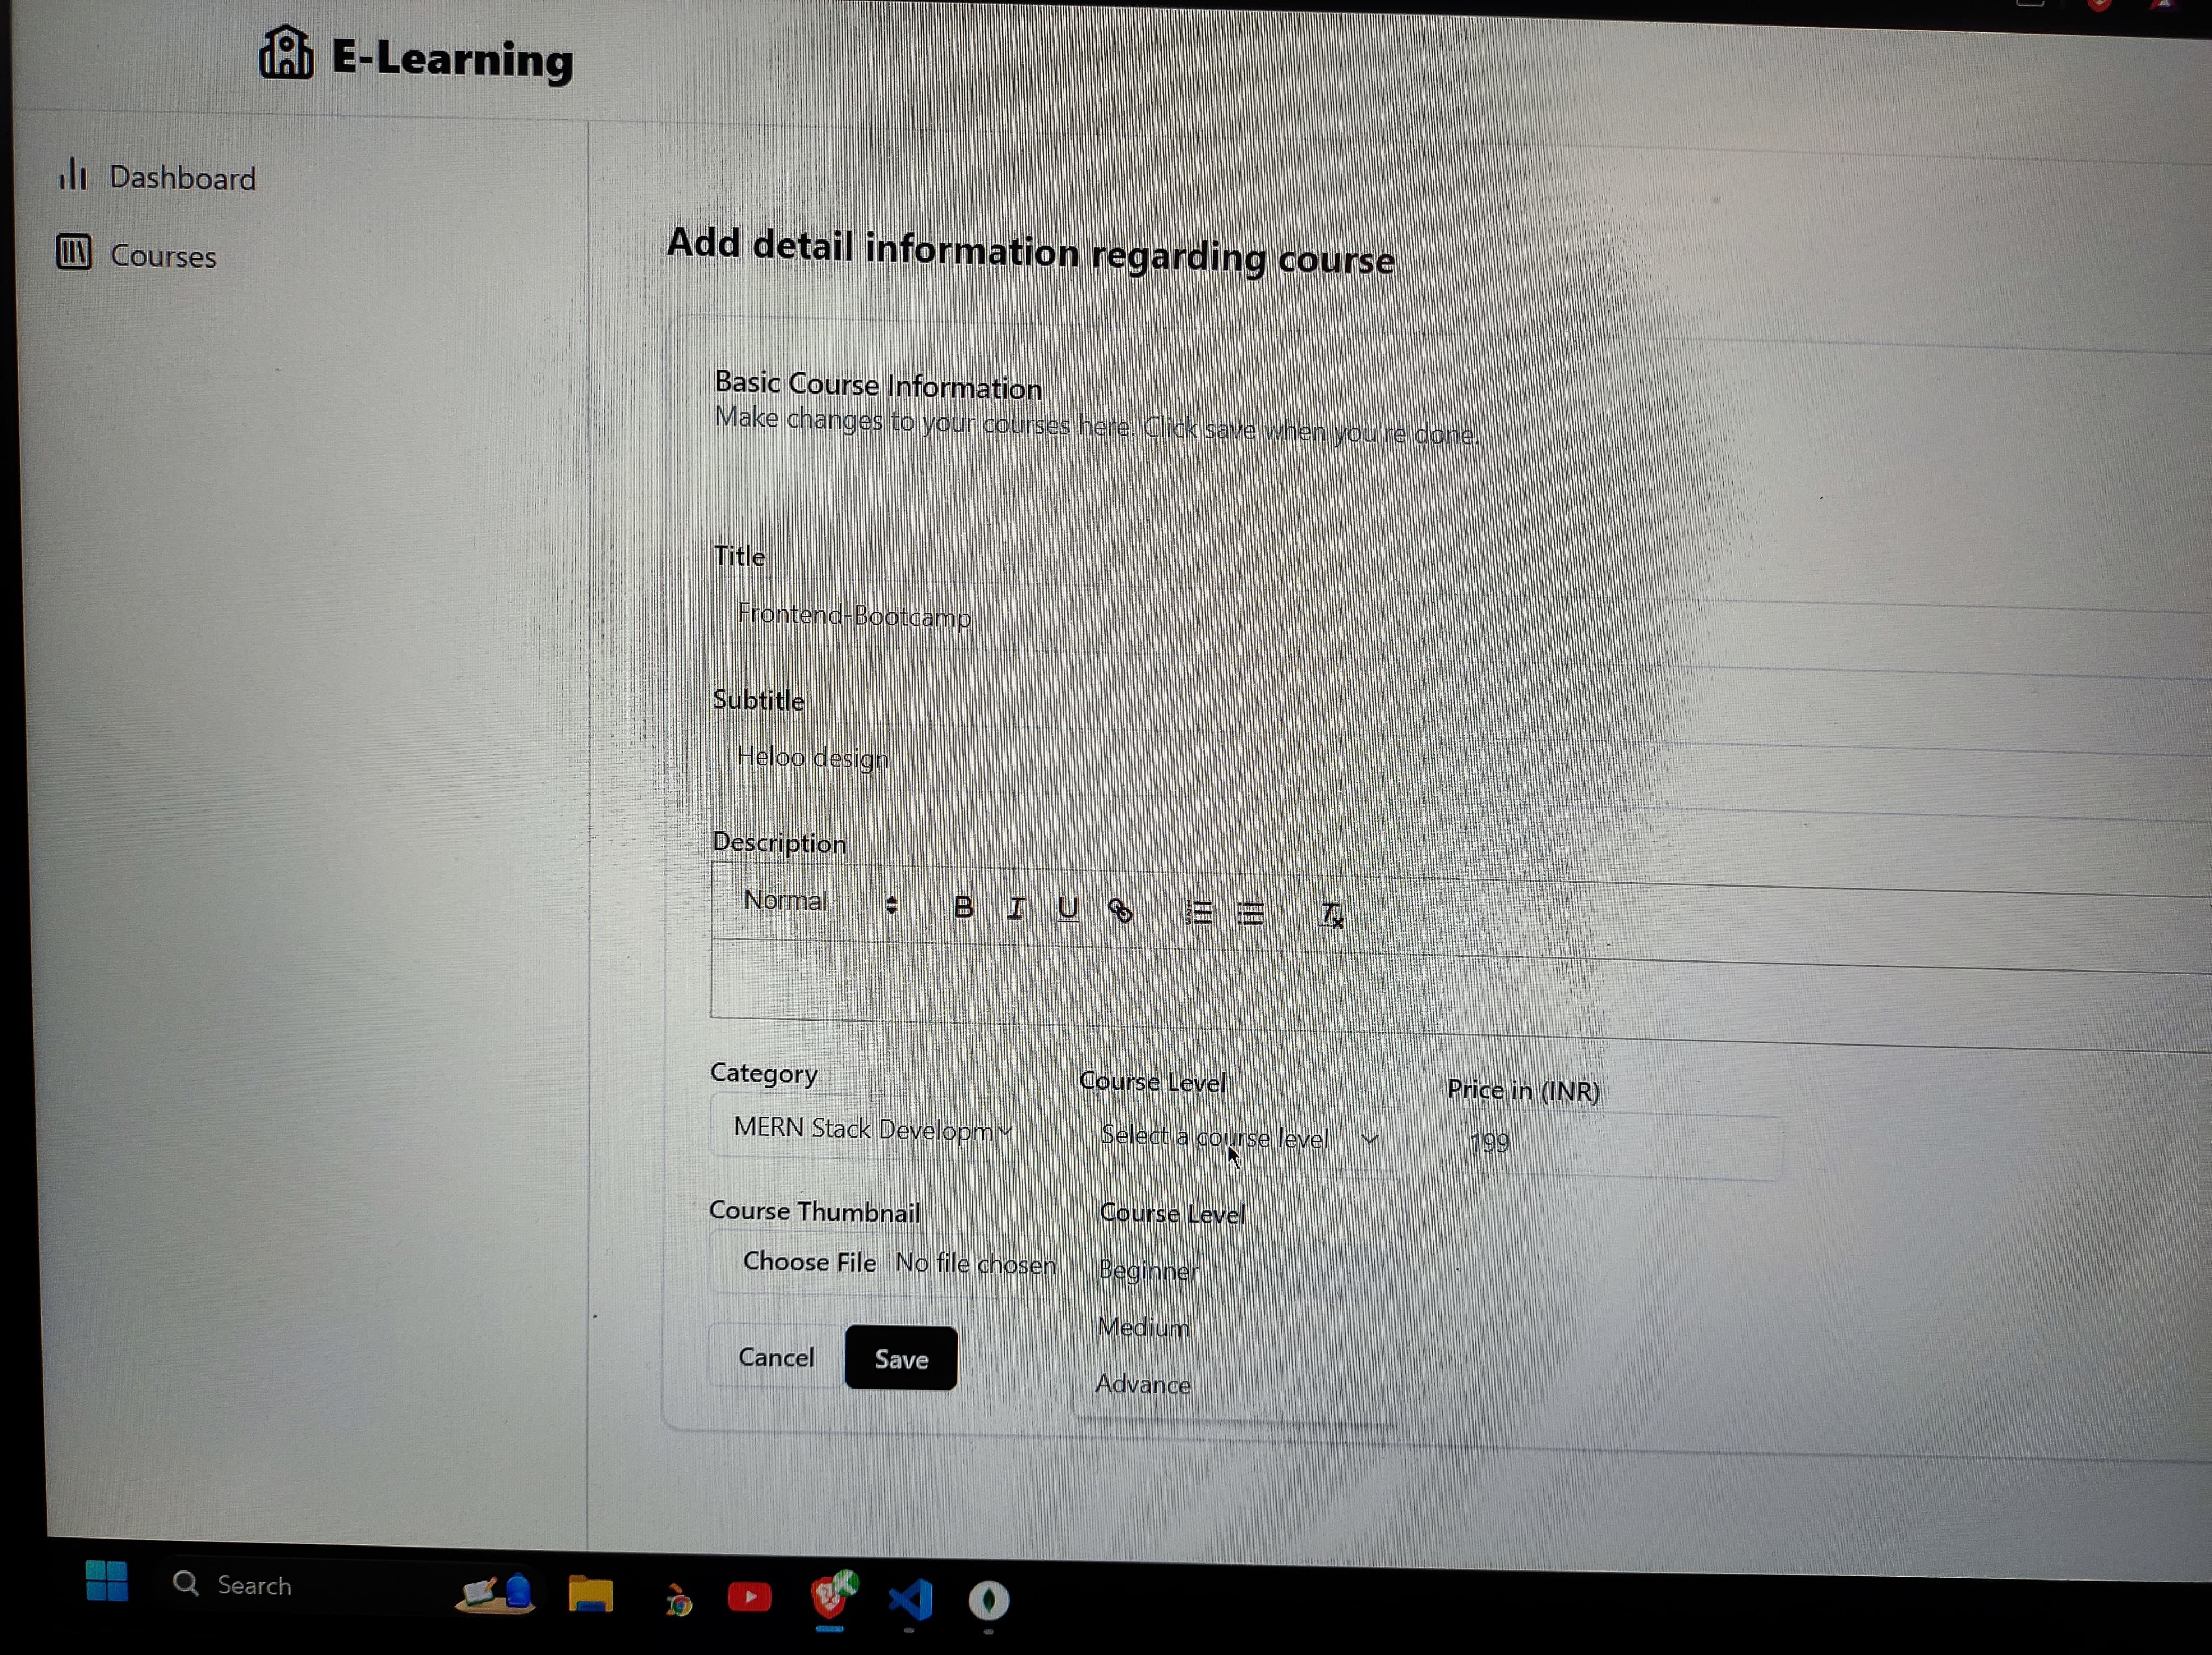 E-Learning
Dashboard
Courses
Add detail information regarding course
Basic Course Information
Make changes to your courses here. Click save when you're done.
Title
Frontend-Bootcamp
Subtitle
Heloo design
Description
Normal B I U
Category Course Level Price in (INR)
MERN Stack Developm Select a course level 199
Course Thumbnail Course Level
Choose File No file chosen Beginner
Medium
Cancel Save Advance
Search